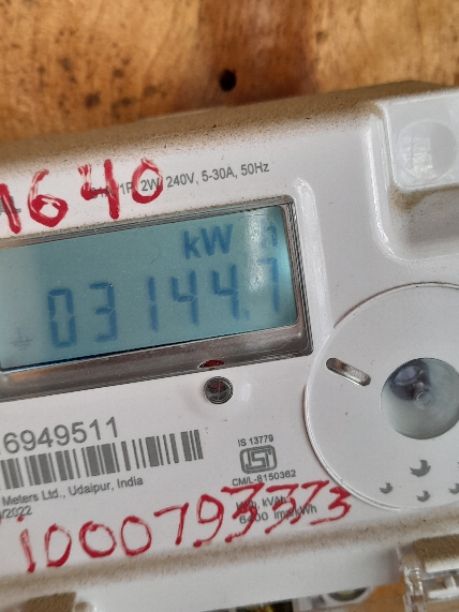 1640
1P, 2W, 240V, 5-30A, 50Hz
kW h
03144.7
6949511
IS 13779
CM/L-8150362
Meters Ltd., Udaipur, India
/2022
kVAh
6400 imp/kWh